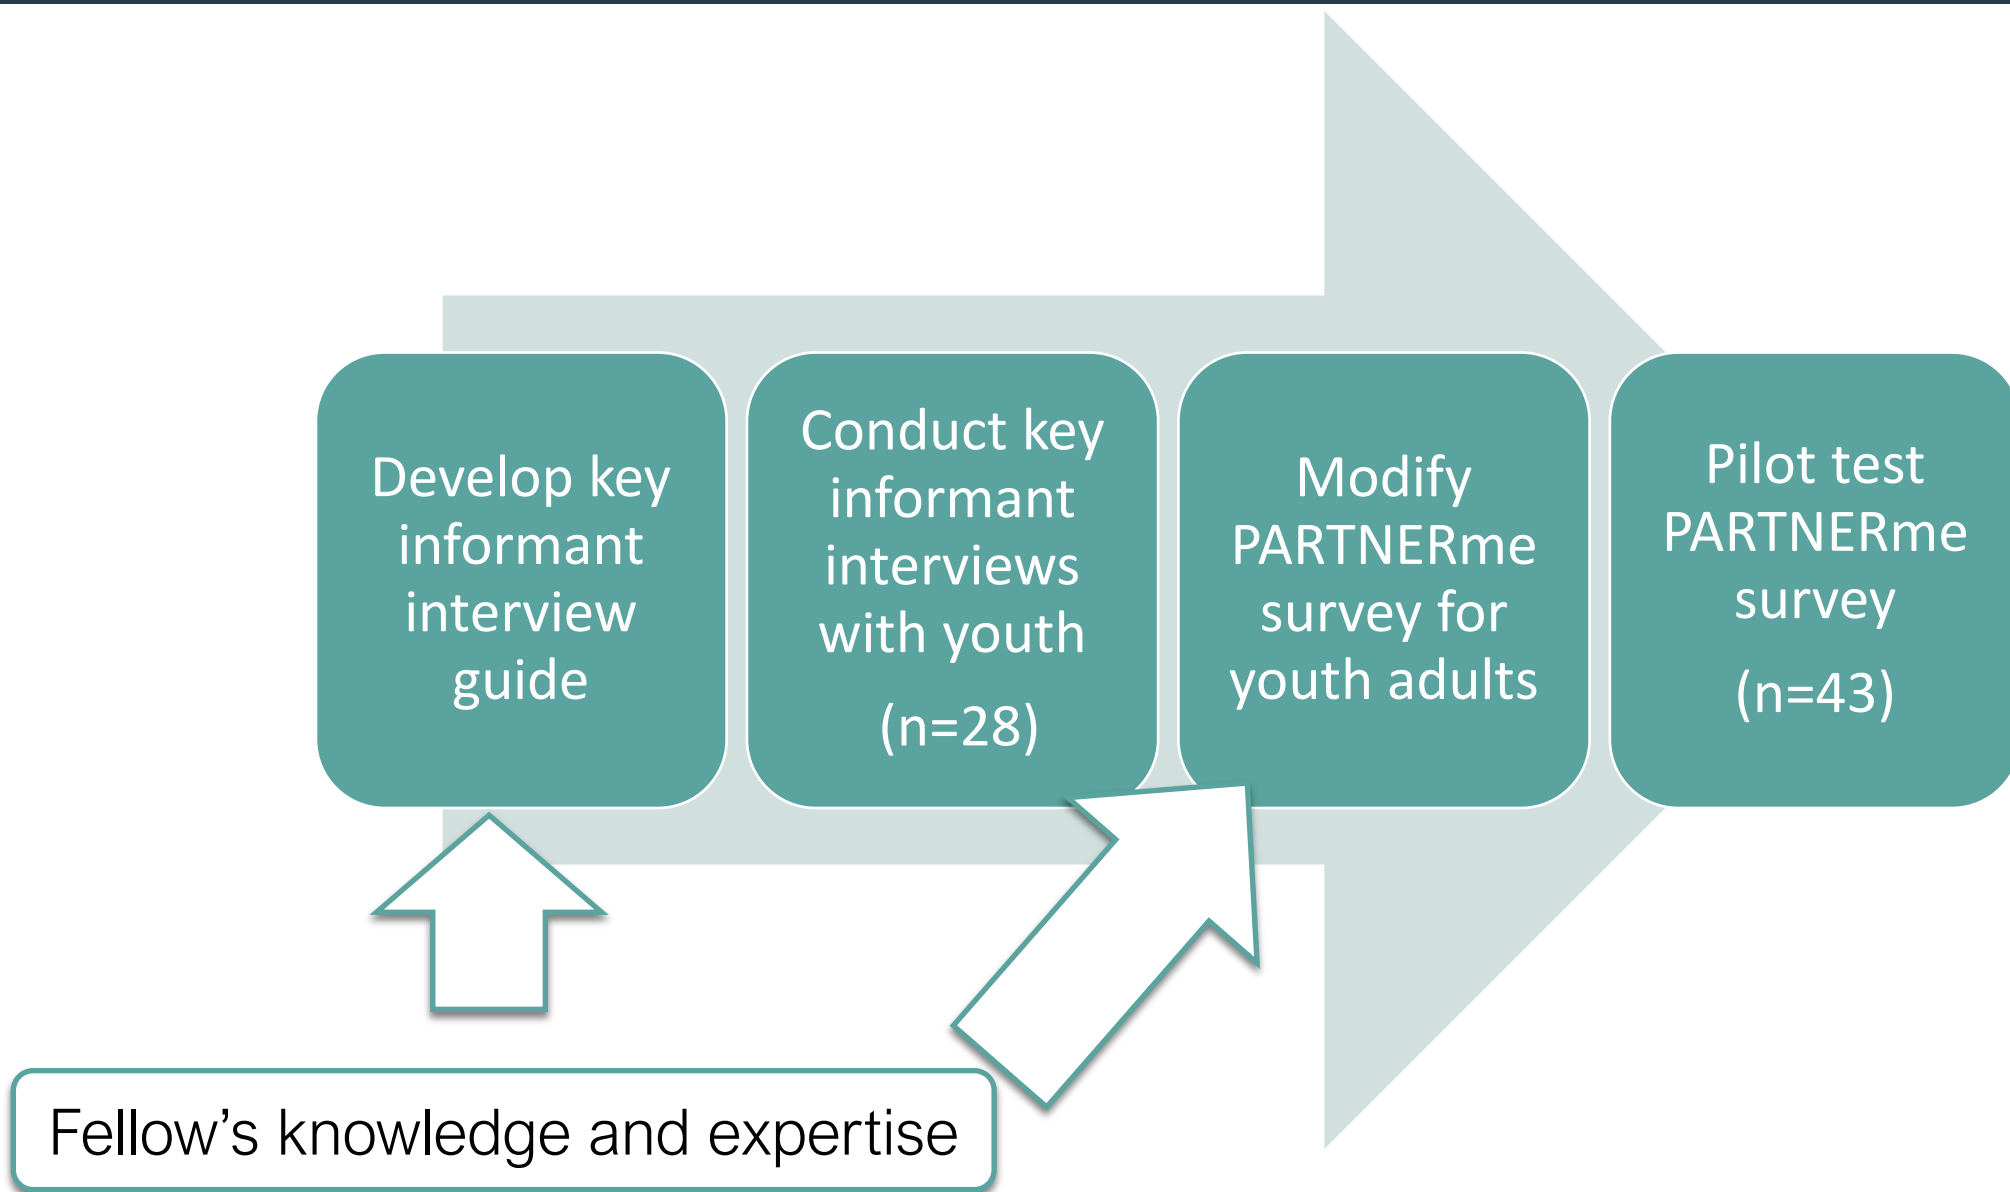 Develop key
informant
interview
guide
Conduct key
informant
interviews
with youth
(n=28)
Modify
PARTNERme
survey for
youth adults
Pilot test
PARTNERme
survey
(n=43)
Fellow’s knowledge and expertise